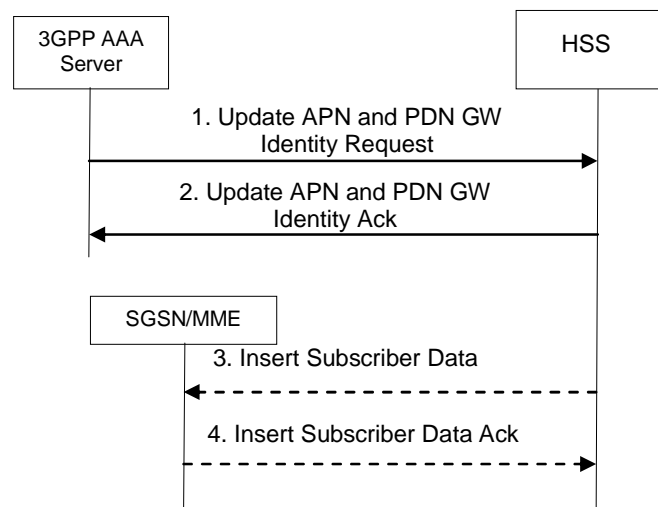 3GPP AAA
Server
HSS
1. Update APN and PDN GW
Identity Request
2. Update APN and PDN GW
Identity Ack
SGSN/MME
3. Insert Subscriber Data
4. Insert Subscriber Data Ack